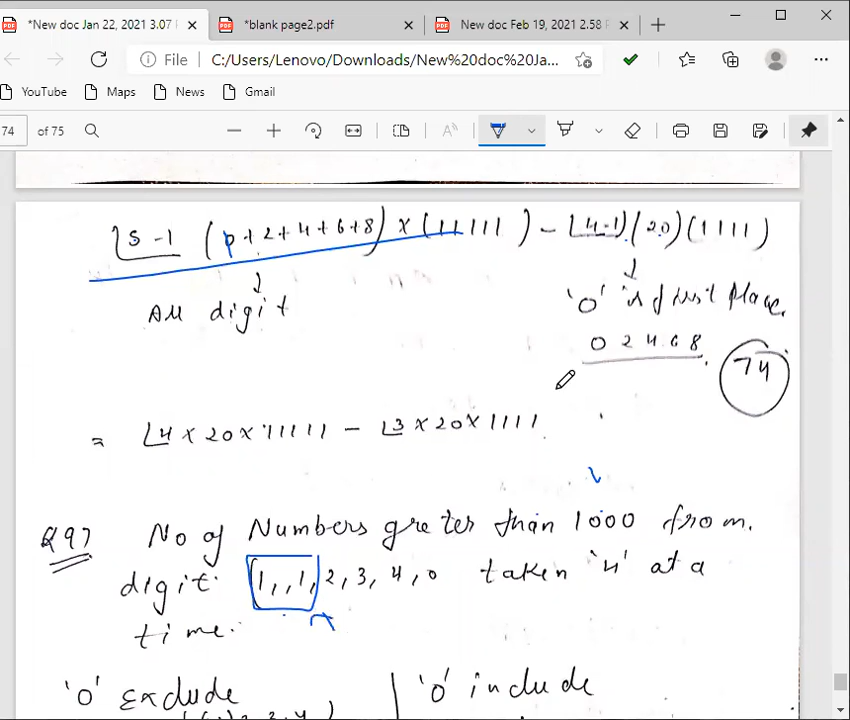 *New doc Jan 22, 2021 3.07
*blank page2.pdf
New doc Feb 19, 2021 2.58
File C:/Users/Lenovo/Downloads/New%20doc%20Ja...
YouTube Maps News Gmail
74 of 75
⌊5-1 (0+2+4+6+8) × (11111) - ⌊4-1) (20) (1111)
All digit
'0' is first place.
0 2 4 6 8
74
= ⌊4 × 20 × 11111 - ⌊3 × 20 × 1111
Q97 No of Numbers greter than 1000 from.
digit. (1,,1,2,3,4,0 taken '4' at a
time.
'0' Exclude | '0' include